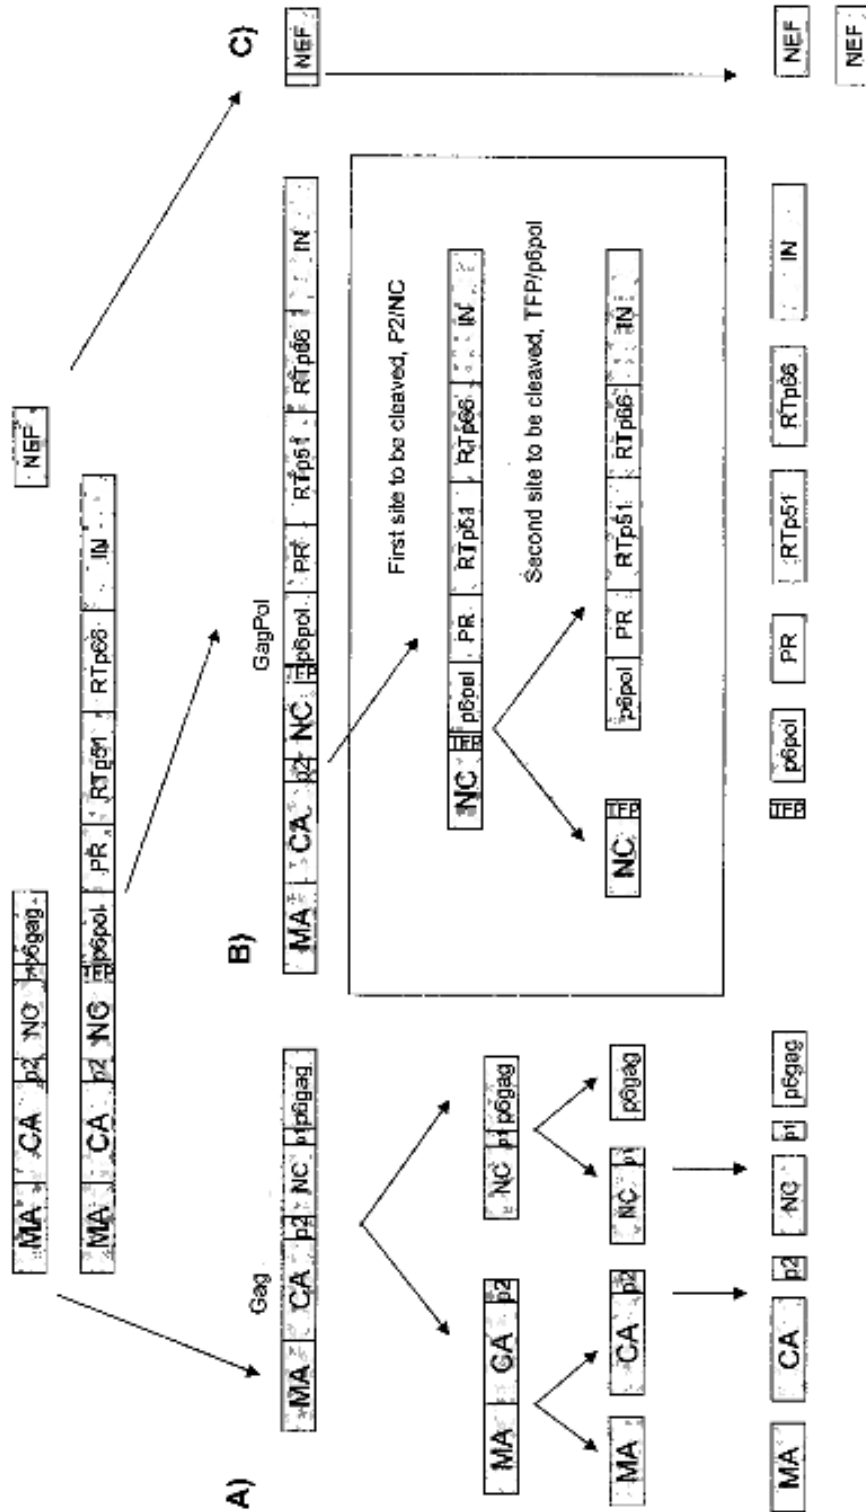 MA CA p2 NC p1 p6gag NEF
MA CA p2 NC TFP p6pol PR RTp51 RTp66 IN
A) Gag B) GagPol C)
MA CA p2 NC p1 p6gag
MA CA p2 NC TFP p6pol PR RTp51 RTp66 IN
NEF
First site to be cleaved, P2/NC
MA CA p2 NC p1 p6gag
NC TFP p6pol PR RTp51 RTp66 IN
Second site to be cleaved, TFP/p6pol
MA CA p2 NC p1 p6gag
NC TFP p6pol PR RTp51 RTp66 IN
MA CA p2 NC p1 p6gag
TFP p6pol PR RTp51 RTp66 IN
NEF
NEF